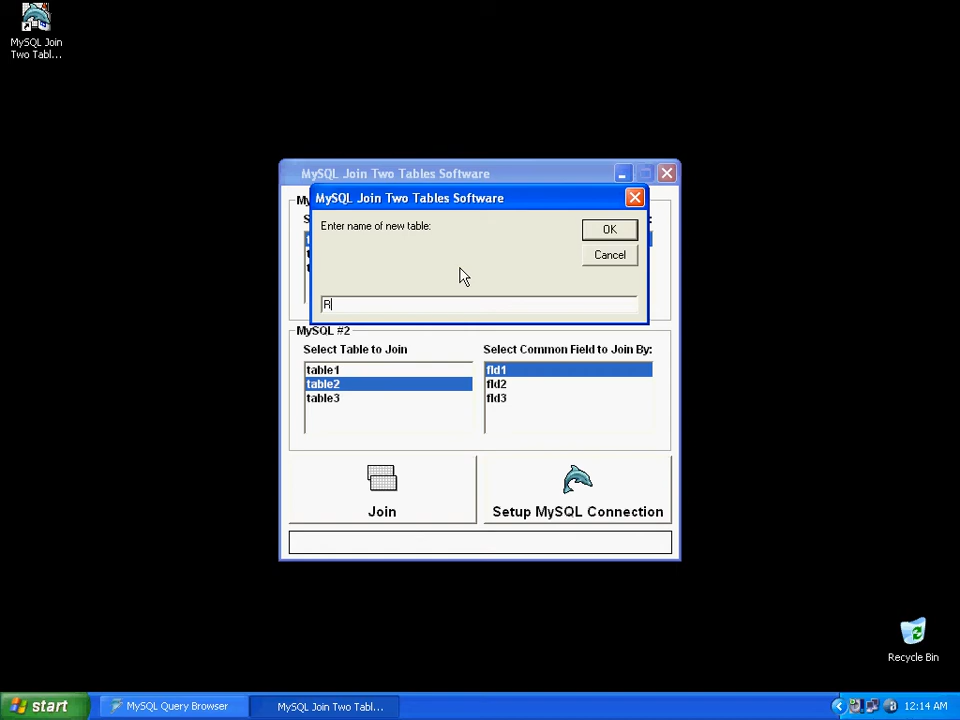 MySQL Join
Two Tabl...
MySQL Join Two Tables Software
MySQL Join Two Tables Software
Enter name of new table:
OK
Cancel
R
MySQL #2
Select Table to Join
Select Common Field to Join By:
table1
table2
table3
fld1
fld2
fld3
Join
Setup MySQL Connection
Recycle Bin
start
MySQL Query Browser
MySQL Join Two Tabl...
12:14 AM